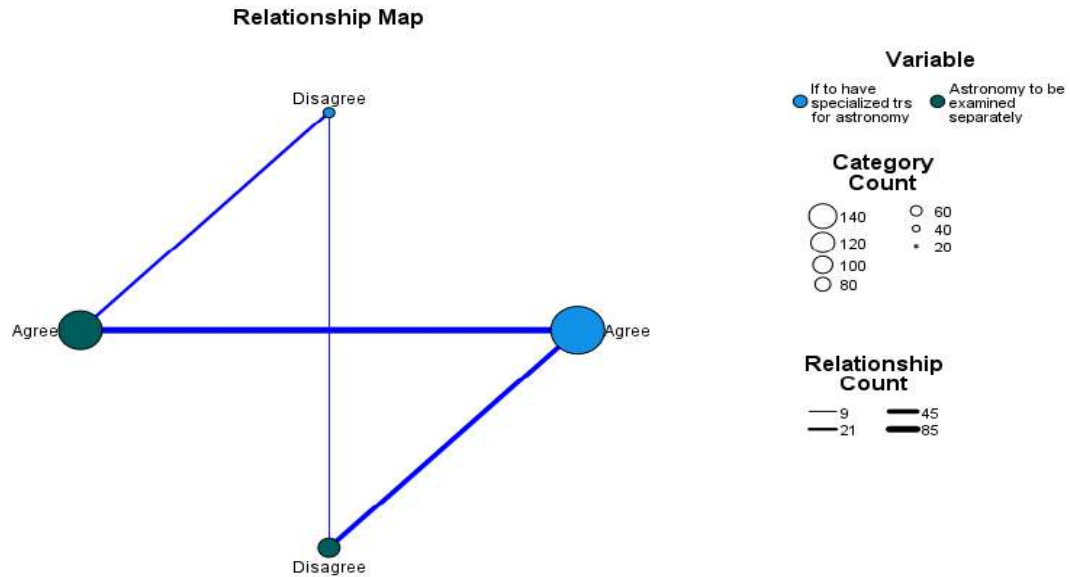 Relationship Map
Disagree
Agree
Agree
Disagree
Variable
If to have
specialized trs
for astronomy
Astronomy to be
examined
separately
Category
Count
140
120
100
80
60
40
20
Relationship
Count
9
21
45
85